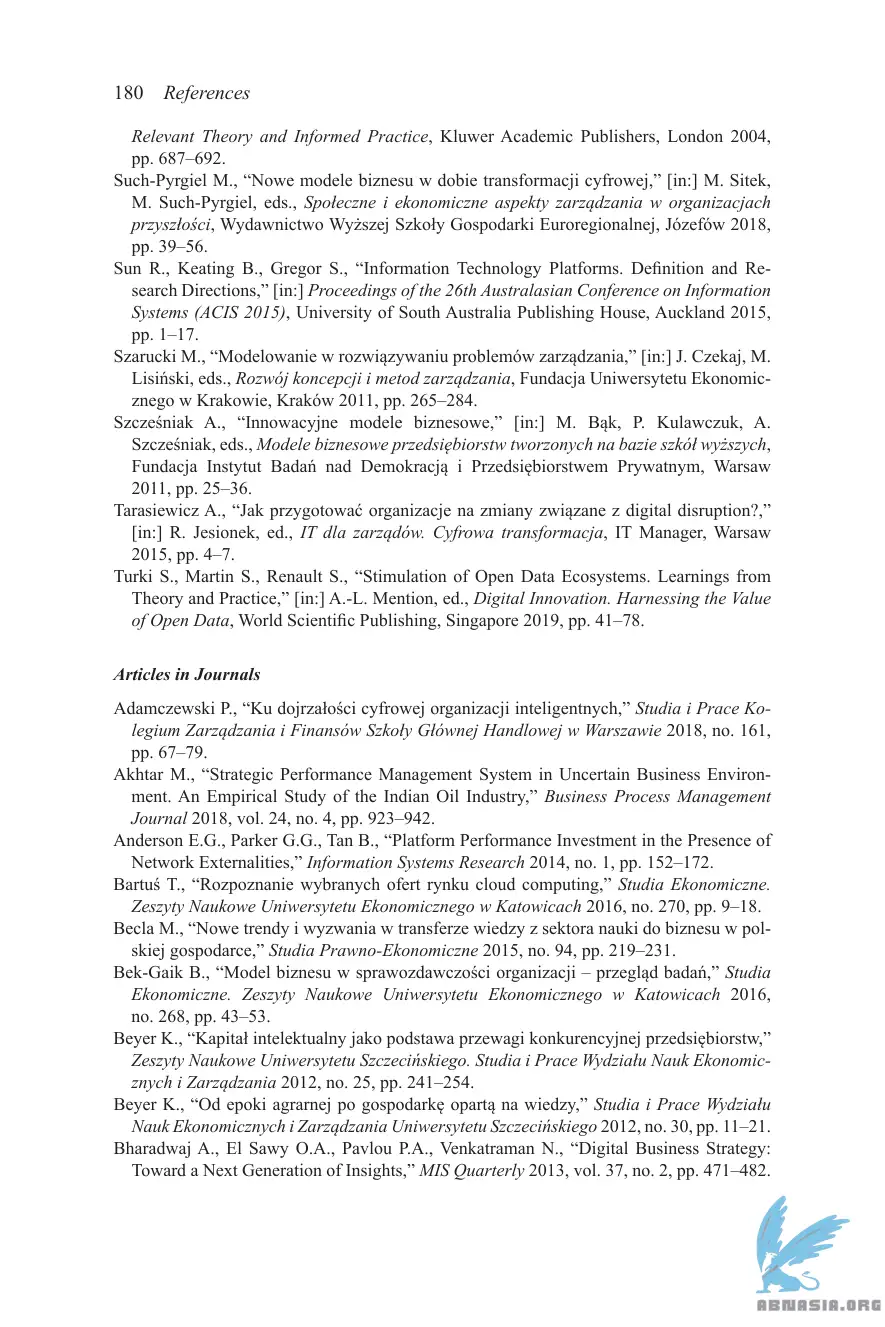 180 References
Relevant Theory and Informed Practice, Kluwer Academic Publishers, London 2004,
pp. 687–692.
Such-Pyrgiel M., “Nowe modele biznesu w dobie transformacji cyfrowej,” [in:] M. Sitek,
M. Such-Pyrgiel, eds., Społeczne i ekonomiczne aspekty zarządzania w organizacjach
przyszłości, Wydawnictwo Wyższej Szkoły Gospodarki Euroregionalnej, Józefów 2018,
pp. 39–56.
Sun R., Keating B., Gregor S., “Information Technology Platforms. Definition and Re-
search Directions,” [in:] Proceedings of the 26th Australasian Conference on Information
Systems (ACIS 2015), University of South Australia Publishing House, Auckland 2015,
pp. 1–17.
Szarucki M., “Modelowanie w rozwiązywaniu problemów zarządzania,” [in:] J. Czekaj, M.
Lisiński, eds., Rozwój koncepcji i metod zarządzania, Fundacja Uniwersytetu Ekonomic-
znego w Krakowie, Kraków 2011, pp. 265–284.
Szcześniak A., “Innowacyjne modele biznesowe,” [in:] M. Bąk, P. Kulawczuk, A.
Szcześniak, eds., Modele biznesowe przedsiębiorstw tworzonych na bazie szkół wyższych,
Fundacja Instytut Badań nad Demokracją i Przedsiębiorstwem Prywatnym, Warsaw
2011, pp. 25–36.
Tarasiewicz A., “Jak przygotować organizacje na zmiany związane z digital disruption?,”
[in:] R. Jesionek, ed., IT dla zarządów. Cyfrowa transformacja, IT Manager, Warsaw
2015, pp. 4–7.
Turki S., Martin S., Renault S., “Stimulation of Open Data Ecosystems. Learnings from
Theory and Practice,” [in:] A.-L. Mention, ed., Digital Innovation. Harnessing the Value
of Open Data, World Scientific Publishing, Singapore 2019, pp. 41–78.
Articles in Journals
Adamczewski P., “Ku dojrzałości cyfrowej organizacji inteligentnych,” Studia i Prace Ko-
legium Zarządzania i Finansów Szkoły Głównej Handlowej w Warszawie 2018, no. 161,
pp. 67–79.
Akhtar M., “Strategic Performance Management System in Uncertain Business Environ-
ment. An Empirical Study of the Indian Oil Industry,” Business Process Management
Journal 2018, vol. 24, no. 4, pp. 923–942.
Anderson E.G., Parker G.G., Tan B., “Platform Performance Investment in the Presence of
Network Externalities,” Information Systems Research 2014, no. 1, pp. 152–172.
Bartuś T., “Rozpoznanie wybranych ofert rynku cloud computing,” Studia Ekonomiczne.
Zeszyty Naukowe Uniwersytetu Ekonomicznego w Katowicach 2016, no. 270, pp. 9–18.
Becla M., “Nowe trendy i wyzwania w transferze wiedzy z sektora nauki do biznesu w pol-
skiej gospodarce,” Studia Prawno-Ekonomiczne 2015, no. 94, pp. 219–231.
Bek-Gaik B., “Model biznesu w sprawozdawczości organizacji – przegląd badań,” Studia
Ekonomiczne. Zeszyty Naukowe Uniwersytetu Ekonomicznego w Katowicach 2016,
no. 268, pp. 43–53.
Beyer K., “Kapitał intelektualny jako podstawa przewagi konkurencyjnej przedsiębiorstw,”
Zeszyty Naukowe Uniwersytetu Szczecińskiego. Studia i Prace Wydziału Nauk Ekonomic-
znych i Zarządzania 2012, no. 25, pp. 241–254.
Beyer K., “Od epoki agrarnej po gospodarkę opartą na wiedzy,” Studia i Prace Wydziału
Nauk Ekonomicznych i Zarządzania Uniwersytetu Szczecińskiego 2012, no. 30, pp. 11–21.
Bharadwaj A., El Sawy O.A., Pavlou P.A., Venkatraman N., “Digital Business Strategy:
Toward a Next Generation of Insights,” MIS Quarterly 2013, vol. 37, no. 2, pp. 471–482.
ABNASIA.ORG